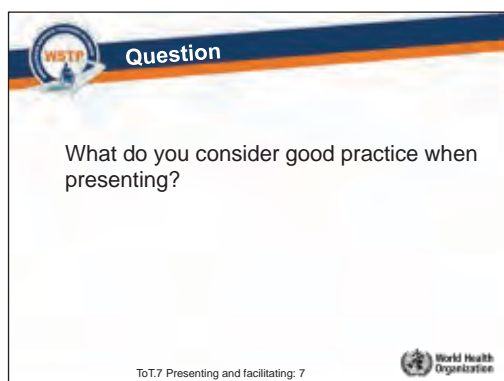 WSTP
Question
What do you consider good practice when
presenting?
ToT.7 Presenting and facilitating: 7
World Health
Organization